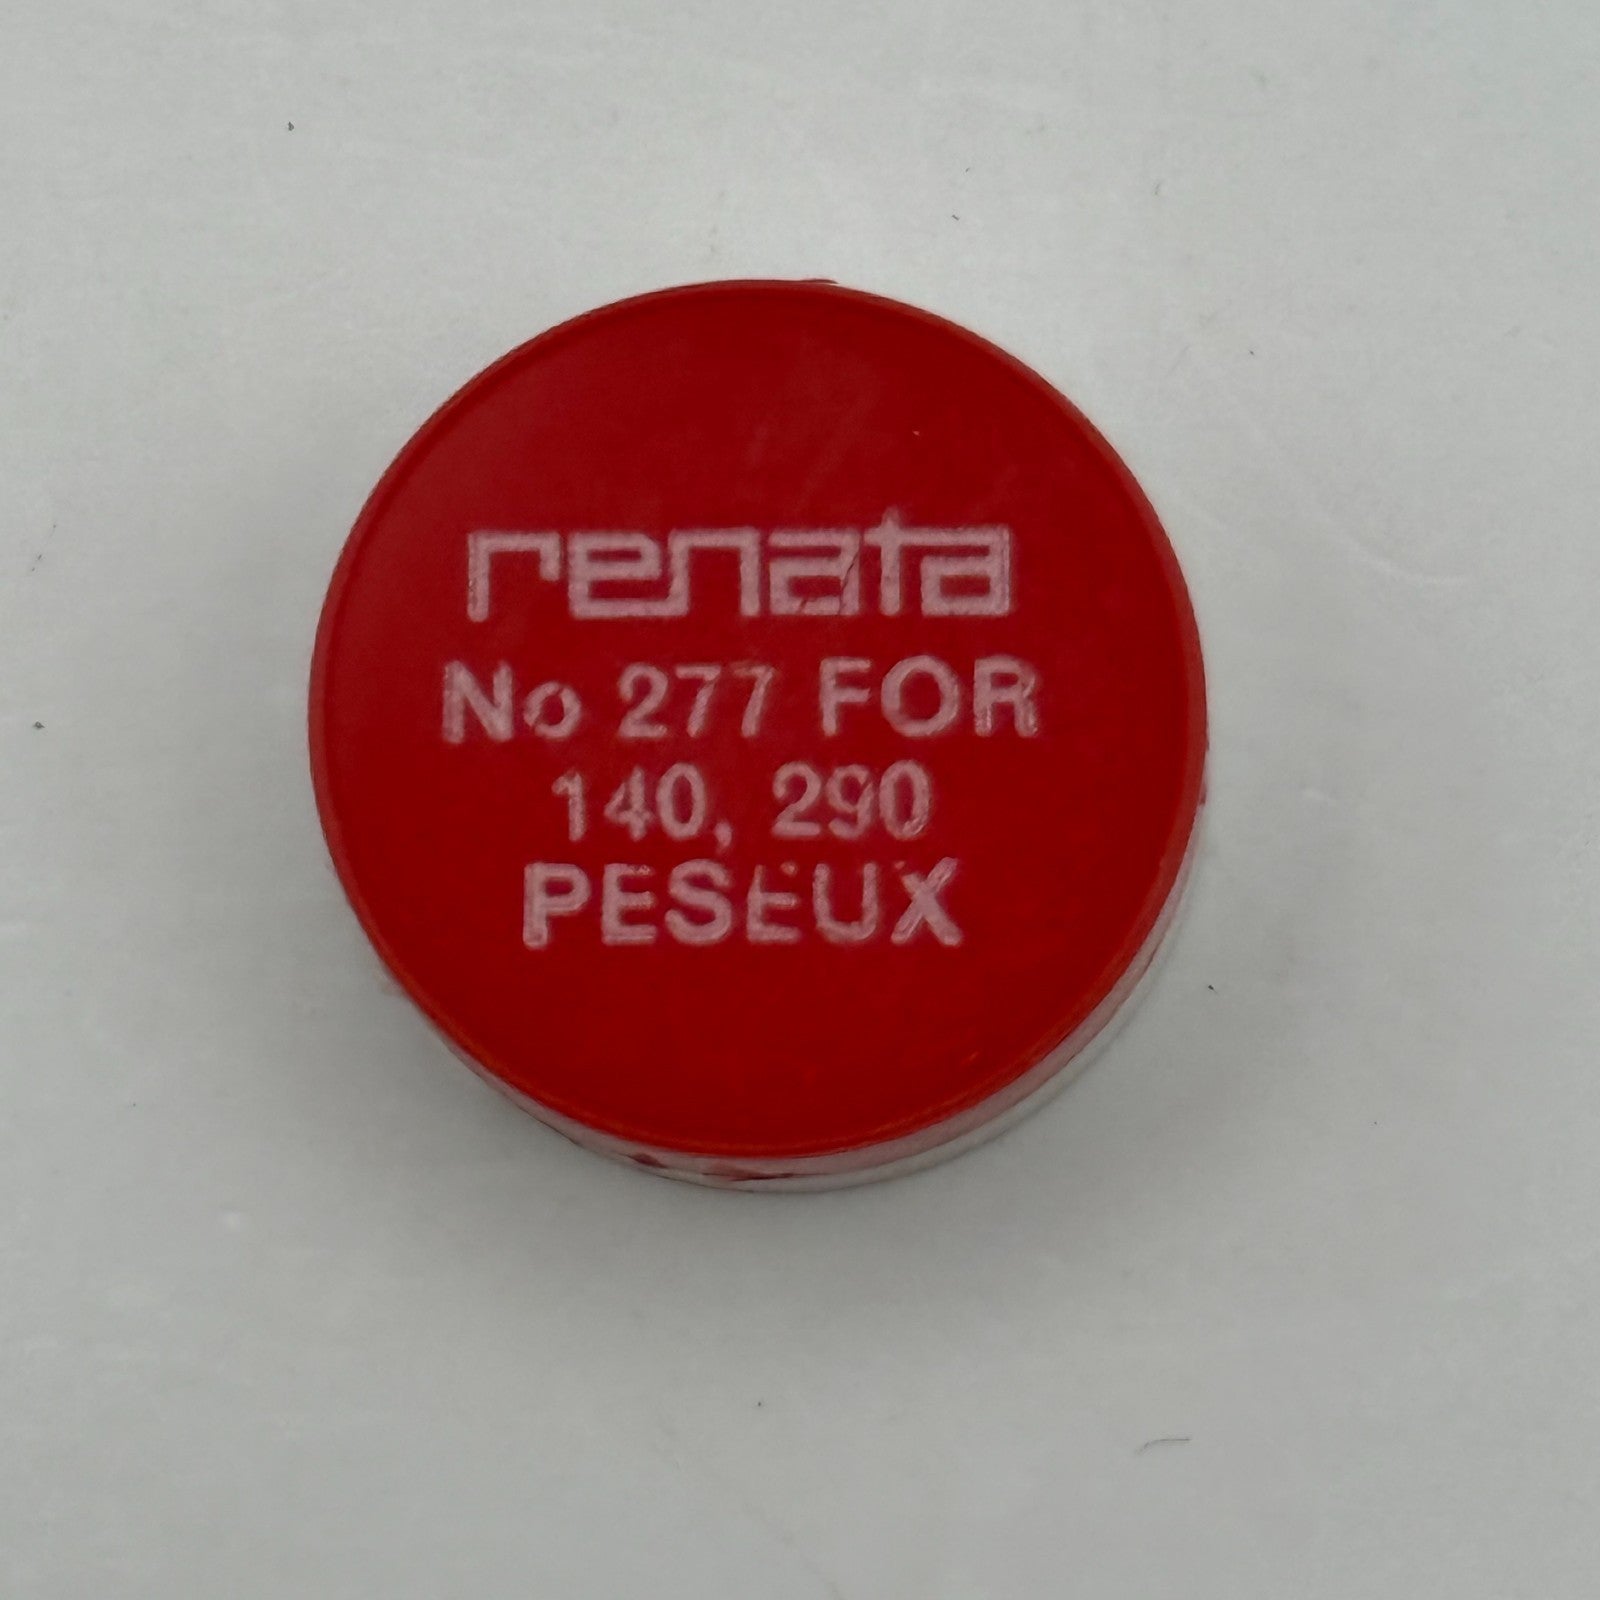 renata
No 277 FOR
140, 290
PESEUX